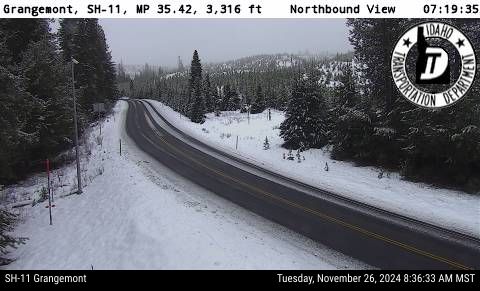 Grangemont, SH-11, MP 35.42, 3,316 ft Northbound View 07:19:35
IDAHO
TRANSPORTATION DEPARTMENT
SH-11 Grangemont Tuesday, November 26, 2024 8:36:33 AM MST